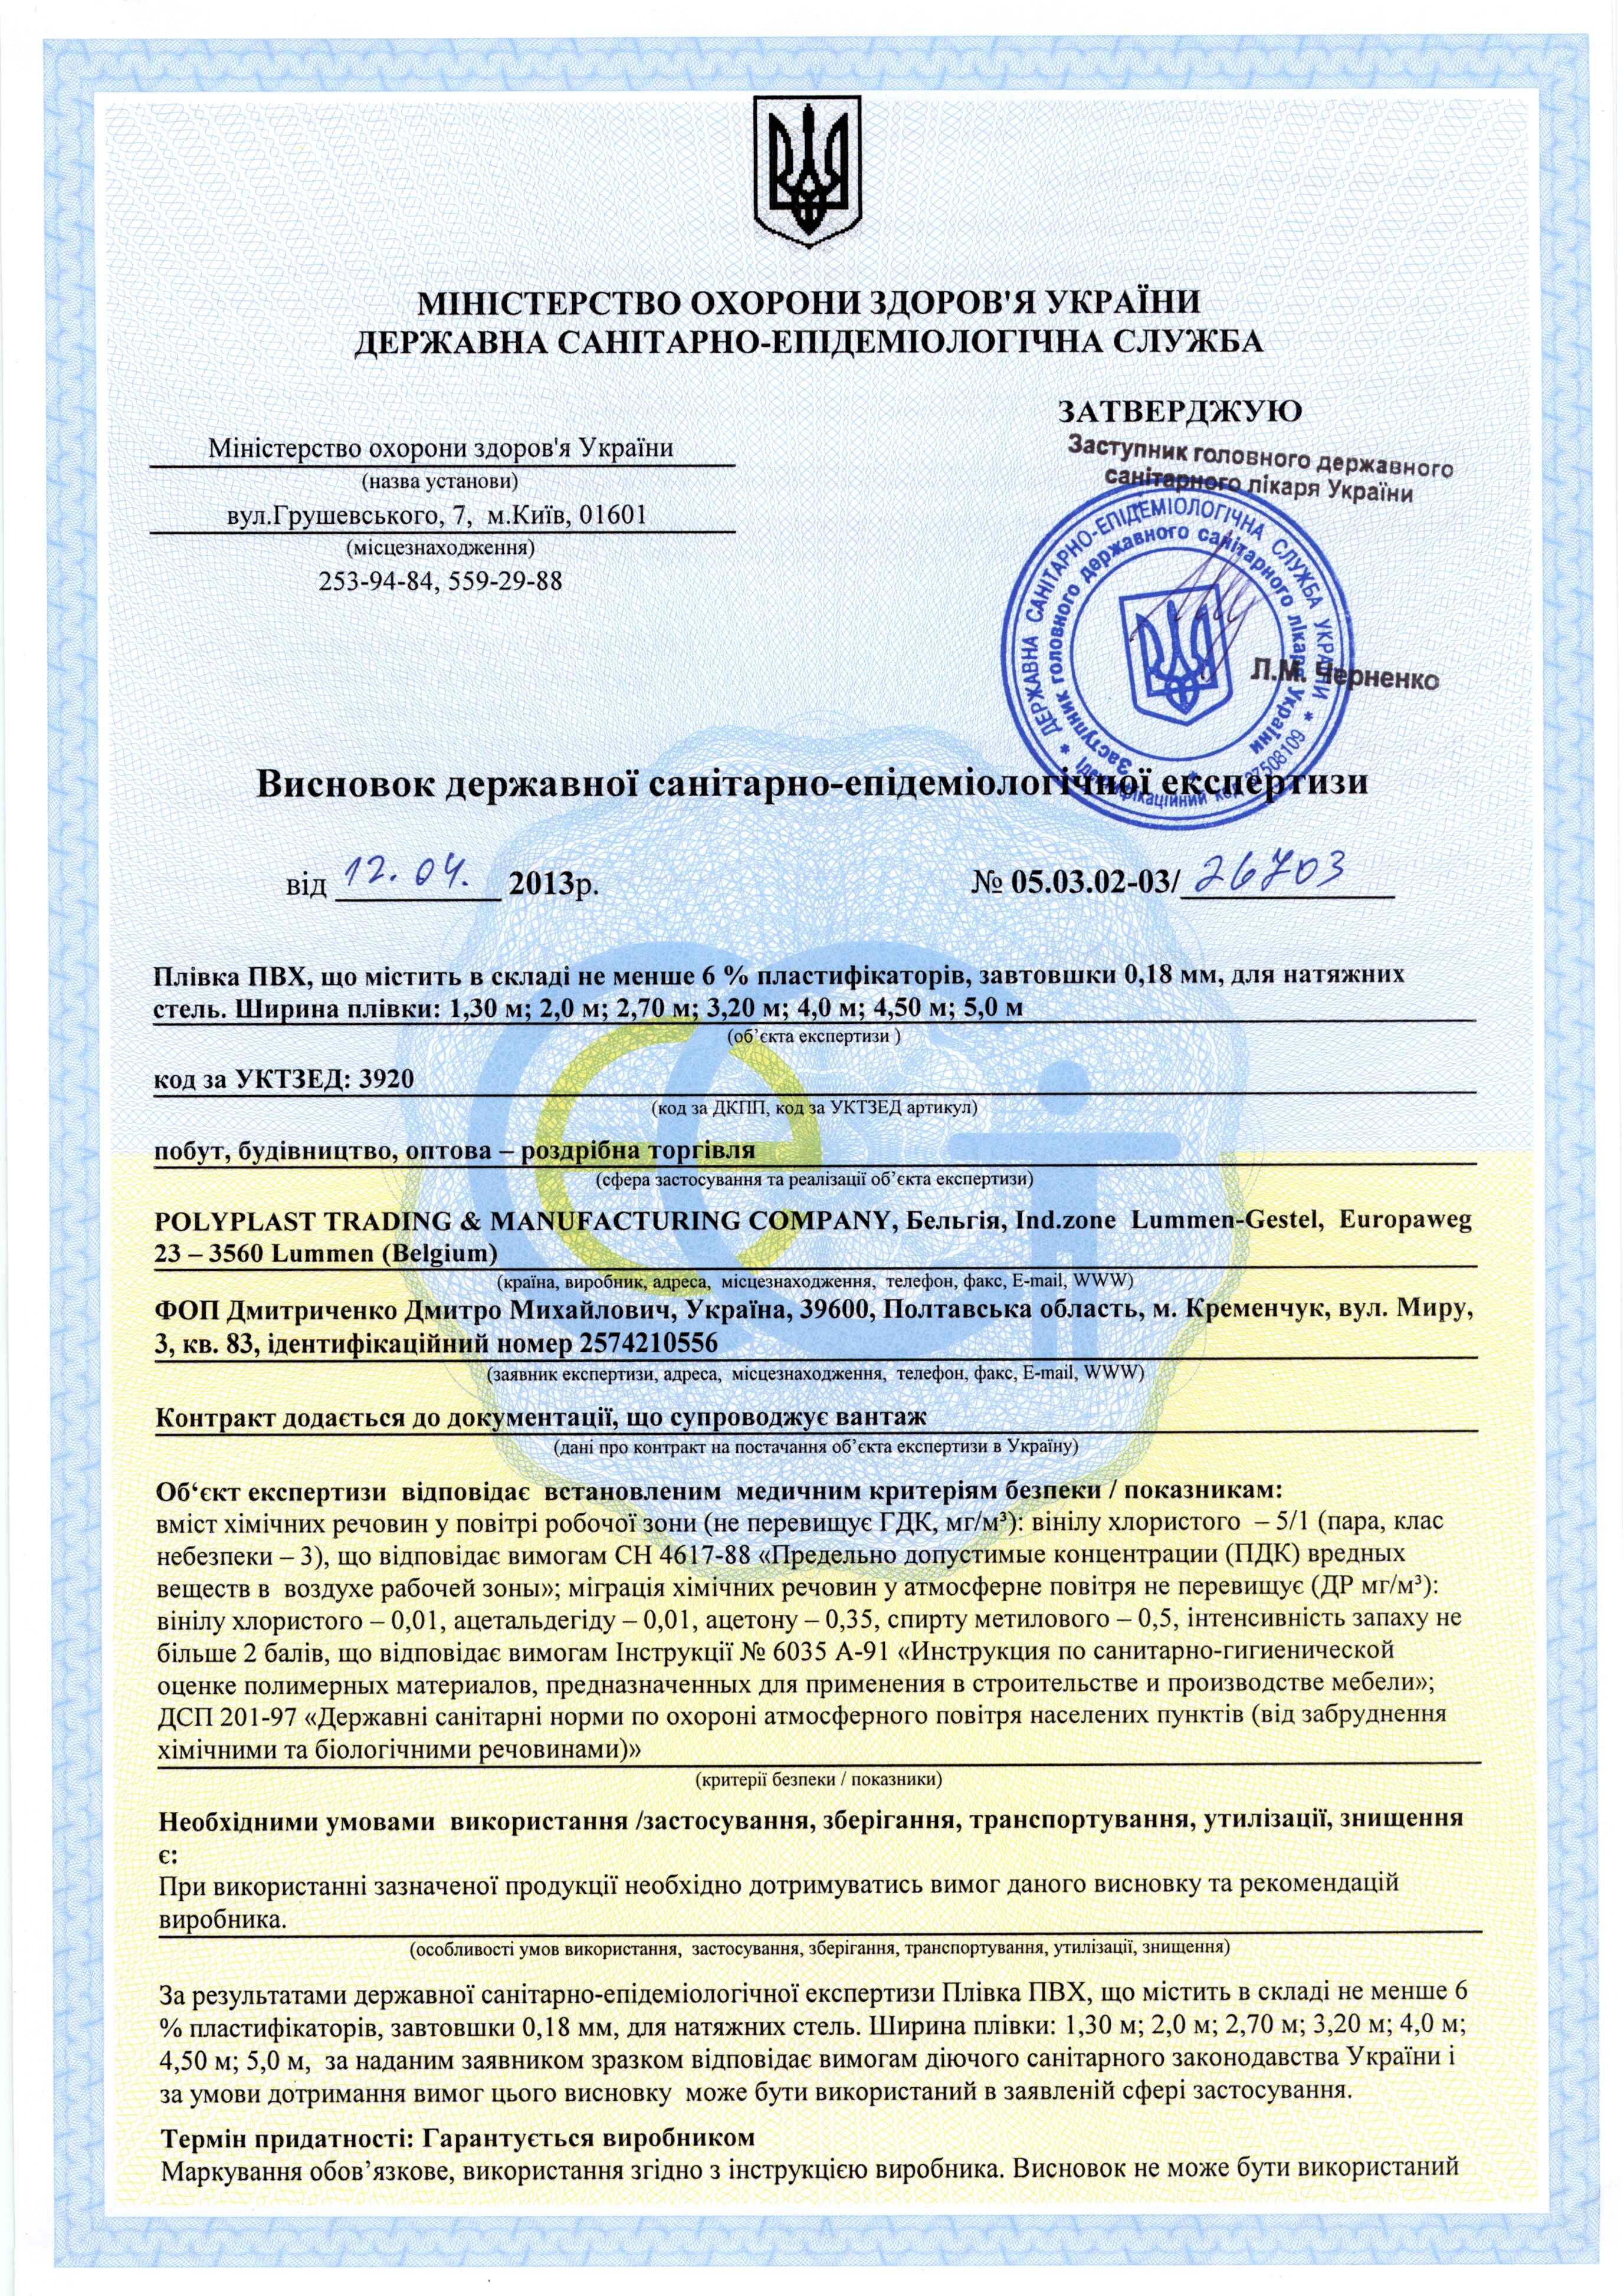 МІНІСТЕРСТВО ОХОРОНИ ЗДОРОВ'Я УКРАЇНИ
ДЕРЖАВНА САНІТАРНО-ЕПІДЕМІОЛОГІЧНА СЛУЖБА
ЗАТВЕРДЖУЮ
Заступник головного державного
санітарного лікаря України
Міністерство охорони здоров'я України
(назва установи)
вул.Грушевського, 7, м.Київ, 01601
(місцезнаходження)
253-94-84, 559-29-88
ДЕРЖАВНА САНІТАРНО-ЕПІДЕМІОЛОГІЧНА СЛУЖБА УКРАЇНИ
Заступник головного державного санітарного лікаря України
Ідентифікаційний код 37508109
Л.М. Черненко
Висновок державної санітарно-епідеміологічної експертизи
від 12.04. 2013р.
№ 05.03.02-03/ 26703
Плівка ПВХ, що містить в складі не менше 6 % пластифікаторів, завтовшки 0,18 мм, для натяжних
стель. Ширина плівки: 1,30 м; 2,0 м; 2,70 м; 3,20 м; 4,0 м; 4,50 м; 5,0 м
(об’єкта експертизи )
код за УКТЗЕД: 3920
(код за ДКПП, код за УКТЗЕД артикул)
побут, будівництво, оптова – роздрібна торгівля
(сфера застосування та реалізації об’єкта експертизи)
POLYPLAST TRADING & MANUFACTURING COMPANY, Бельгія, Ind.zone Lummen-Gestel, Europaweg
23 – 3560 Lummen (Belgium)
(країна, виробник, адреса, місцезнаходження, телефон, факс, E-mail, WWW)
ФОП Дмитриченко Дмитро Михайлович, Україна, 39600, Полтавська область, м. Кременчук, вул. Миру,
3, кв. 83, ідентифікаційний номер 2574210556
(заявник експертизи, адреса, місцезнаходження, телефон, факс, E-mail, WWW)
Контракт додається до документації, що супроводжує вантаж
(дані про контракт на постачання об’єкта експертизи в Україну)
Об‘єкт експертизи відповідає встановленим медичним критеріям безпеки / показникам:
вміст хімічних речовин у повітрі робочої зони (не перевищує ГДК, мг/м³): вінілу хлористого – 5/1 (пара, клас
небезпеки – 3), що відповідає вимогам СН 4617-88 «Предельно допустимые концентрации (ПДК) вредных
веществ в воздухе рабочей зоны»; міграція хімічних речовин у атмосферне повітря не перевищує (ДР мг/м³):
вінілу хлористого – 0,01, ацетальдегіду – 0,01, ацетону – 0,35, спирту метилового – 0,5, інтенсивність запаху не
більше 2 балів, що відповідає вимогам Інструкції № 6035 А-91 «Инструкция по санитарно-гигиенической
оценке полимерных материалов, предназначенных для применения в строительстве и производстве мебели»;
ДСП 201-97 «Державні санітарні норми по охороні атмосферного повітря населених пунктів (від забруднення
хімічними та біологічними речовинами)»
(критерії безпеки / показники)
Необхідними умовами використання /застосування, зберігання, транспортування, утилізації, знищення
є:
При використанні зазначеної продукції необхідно дотримуватись вимог даного висновку та рекомендацій
виробника.
(особливості умов використання, застосування, зберігання, транспортування, утилізації, знищення)
За результатами державної санітарно-епідеміологічної експертизи Плівка ПВХ, що містить в складі не менше 6
% пластифікаторів, завтовшки 0,18 мм, для натяжних стель. Ширина плівки: 1,30 м; 2,0 м; 2,70 м; 3,20 м; 4,0 м;
4,50 м; 5,0 м, за наданим заявником зразком відповідає вимогам діючого санітарного законодавства України і
за умови дотримання вимог цього висновку може бути використаний в заявленій сфері застосування.
Термін придатності: Гарантується виробником
Маркування обов’язкове, використання згідно з інструкцією виробника. Висновок не може бути використаний